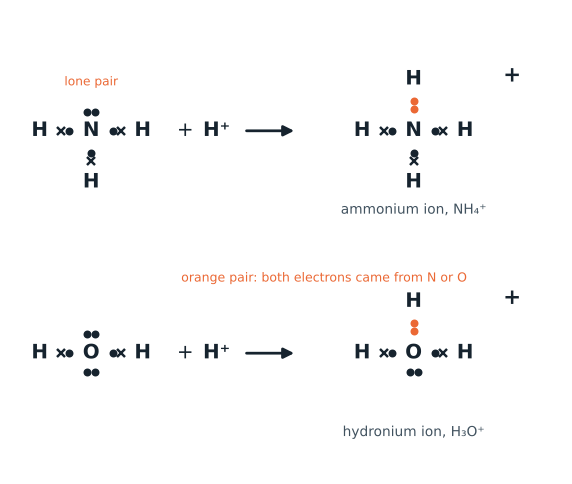 lone pair
H
+
H ו N •× H + H⁺ H ו N •× H
H
H
ammonium ion, NH₄⁺
orange pair: both electrons came from N or O
H
+
H ו O •× H + H⁺ H ו O •× H
hydronium ion, H₃O⁺